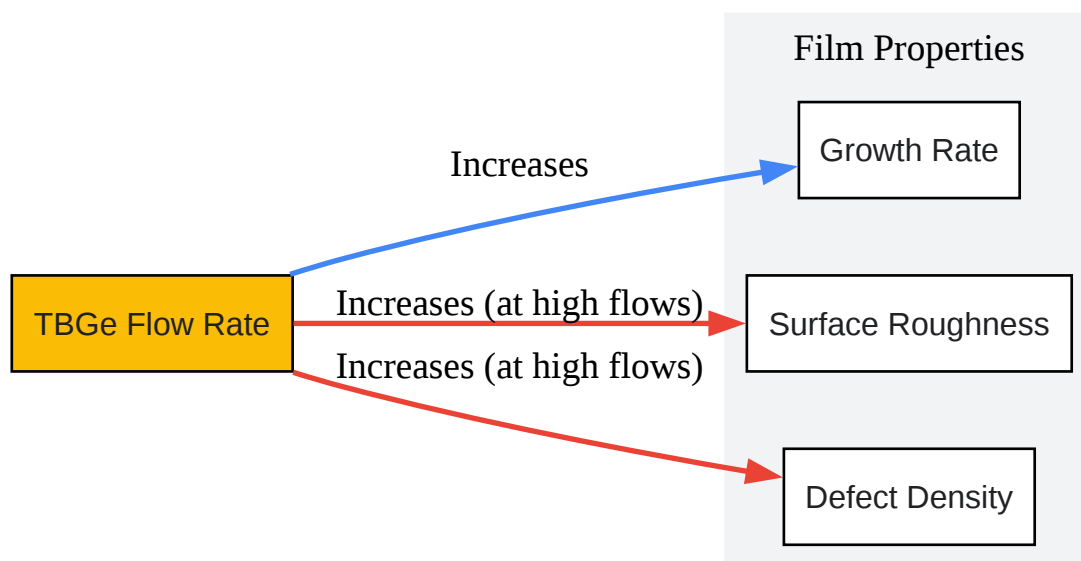 Film Properties
Growth Rate
Increases
TBGe Flow Rate
Increases (at high flows)
Surface Roughness
Increases (at high flows)
Defect Density